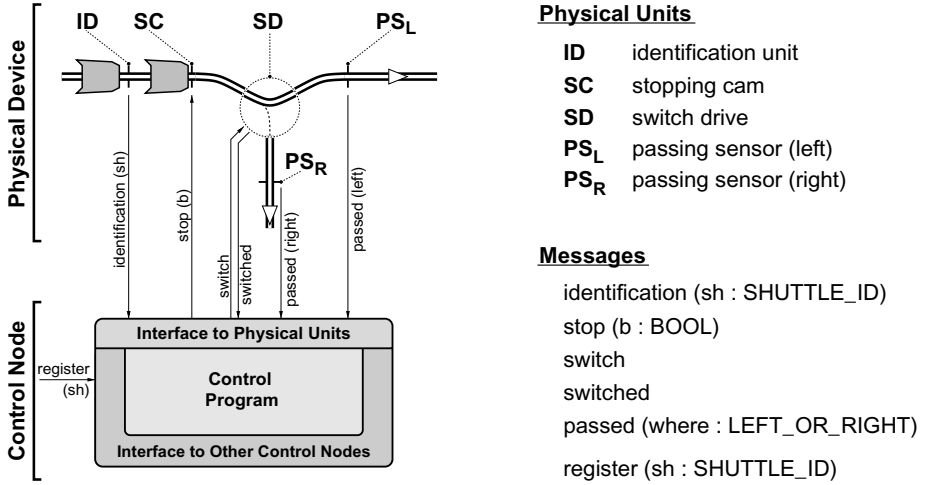 Physical Device
ID SC SD PS_L
PS_R
identification (sh)
stop (b)
switch
switched
passed (right)
passed (left)
Control Node
register
(sh)
Interface to Physical Units
Control
Program
Interface to Other Control Nodes
Physical Units
ID identification unit
SC stopping cam
SD switch drive
PS_L passing sensor (left)
PS_R passing sensor (right)
Messages
identification (sh : SHUTTLE_ID)
stop (b : BOOL)
switch
switched
passed (where : LEFT_OR_RIGHT)
register (sh : SHUTTLE_ID)